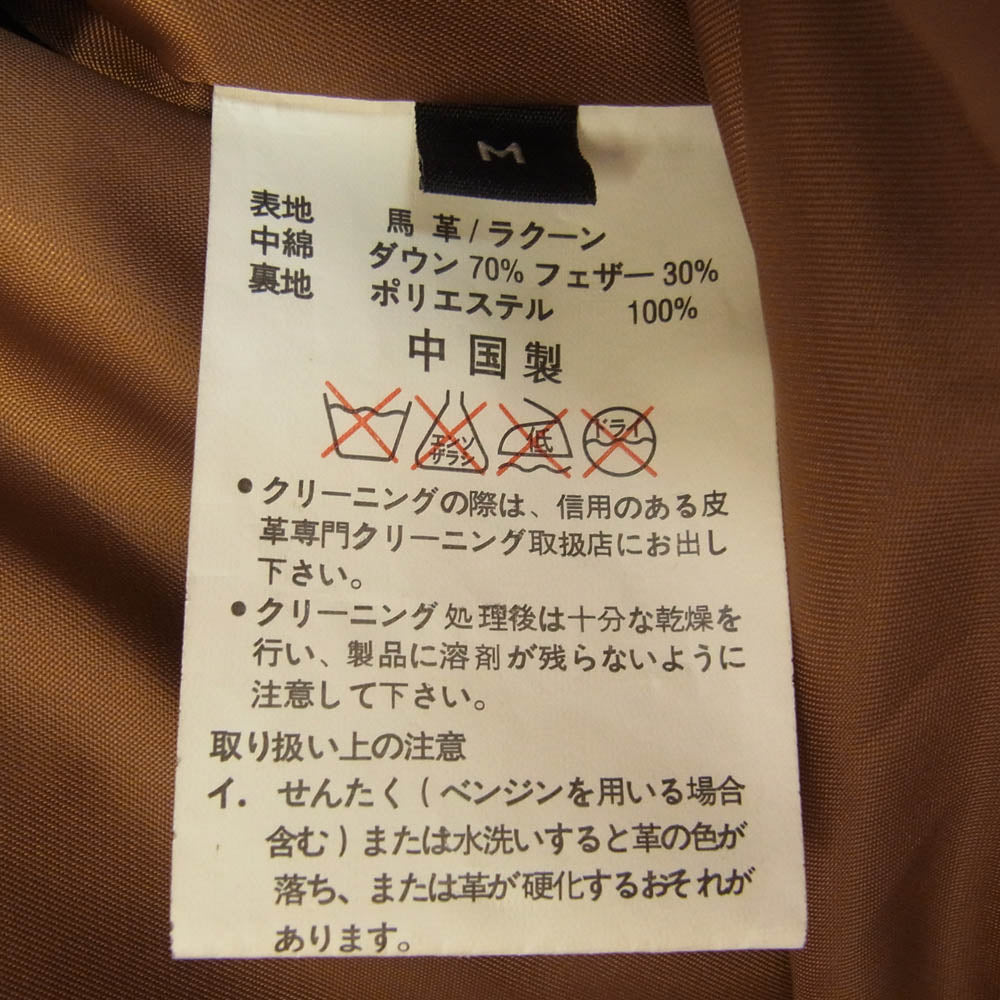 M
表地 馬革/ラクーン
中綿 ダウン 70% フェザー 30%
裏地 ポリエステル 100%
中国製
エンソ
ザラシ
低
ドライ
●クリーニングの際は、信用のある皮
革専門クリーニング取扱店にお出し
下さい。
●クリーニング処理後は十分な乾燥を
行い、製品に溶剤が残らないように
注意して下さい。
取り扱い上の注意
イ. せんたく(ベンジンを用いる場合
含む)または水洗いすると革の色が
落ち、または革が硬化するおそれが
あります。